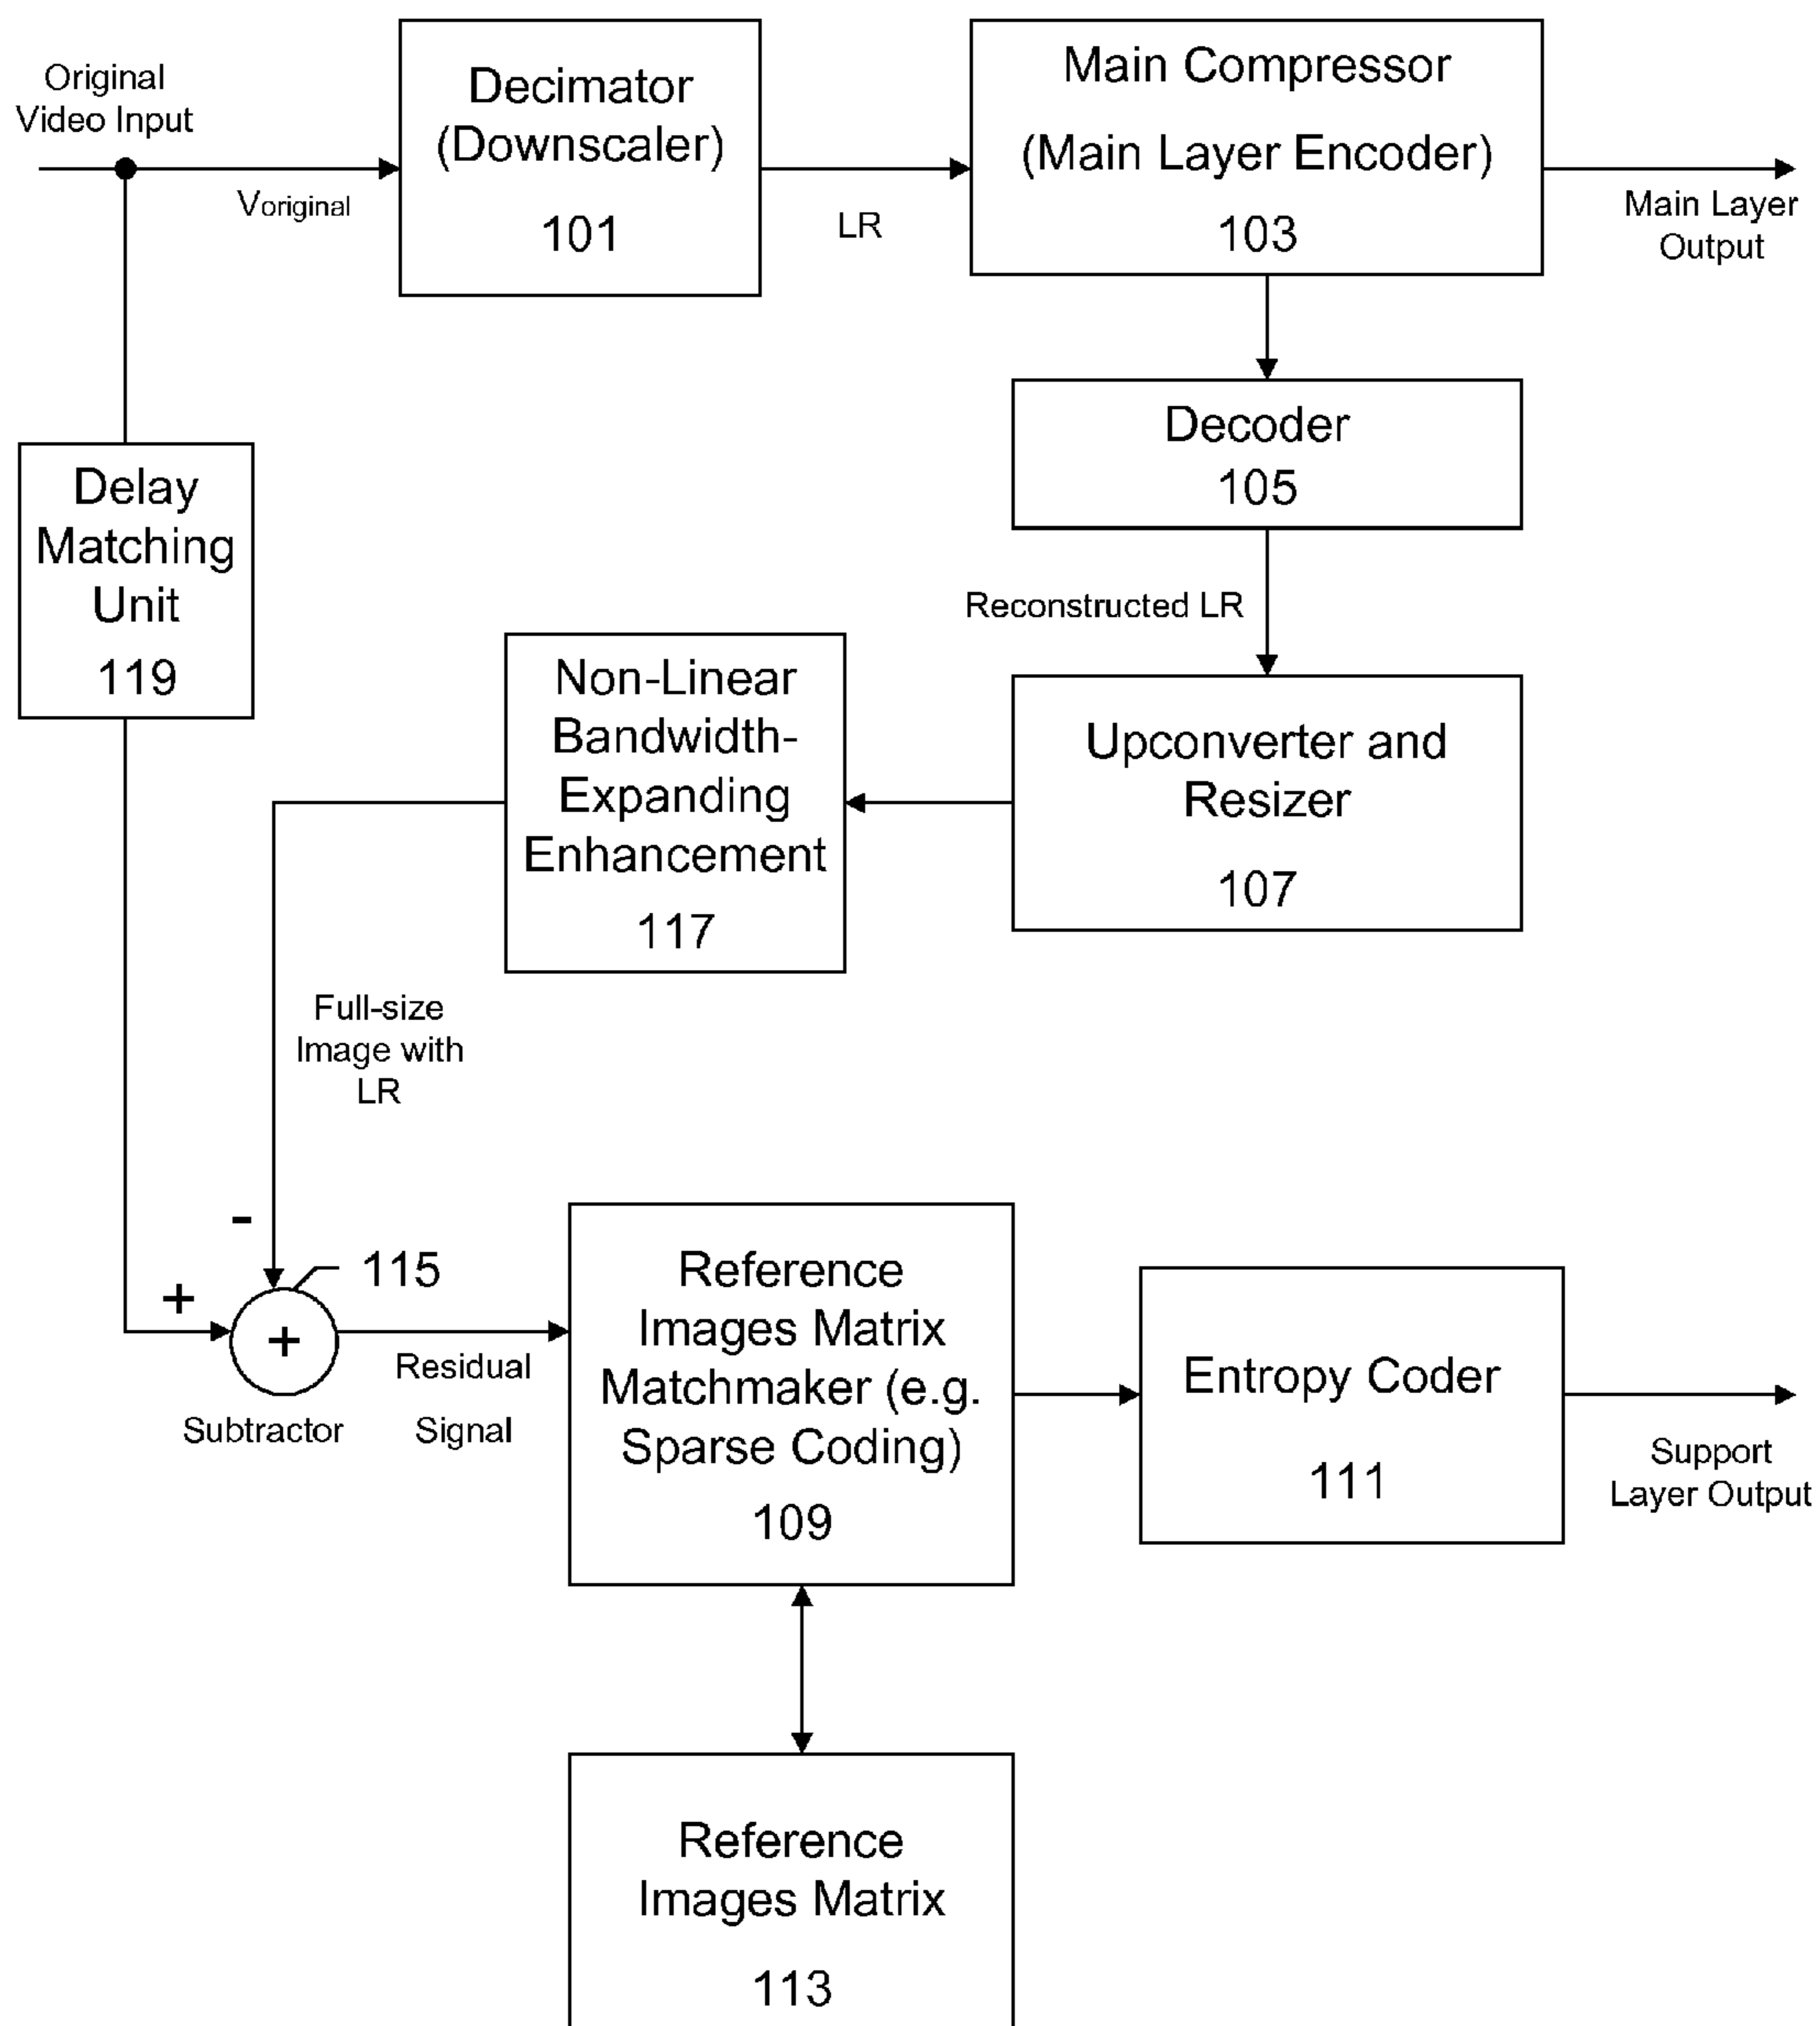 Original
Video Input
Voriginal
Decimator
(Downscaler)
101
LR
Main Compressor
(Main Layer Encoder)
103
Main Layer
Output
Decoder
105
Reconstructed LR
Delay
Matching
Unit
119
Non-Linear
Bandwidth-
Expanding
Enhancement
117
Upconverter and
Resizer
107
Full-size
Image with
LR
-
+
+
115
Subtractor
Residual
Signal
Reference
Images Matrix
Matchmaker (e.g.
Sparse Coding)
109
Entropy Coder
111
Support
Layer Output
Reference
Images Matrix
113